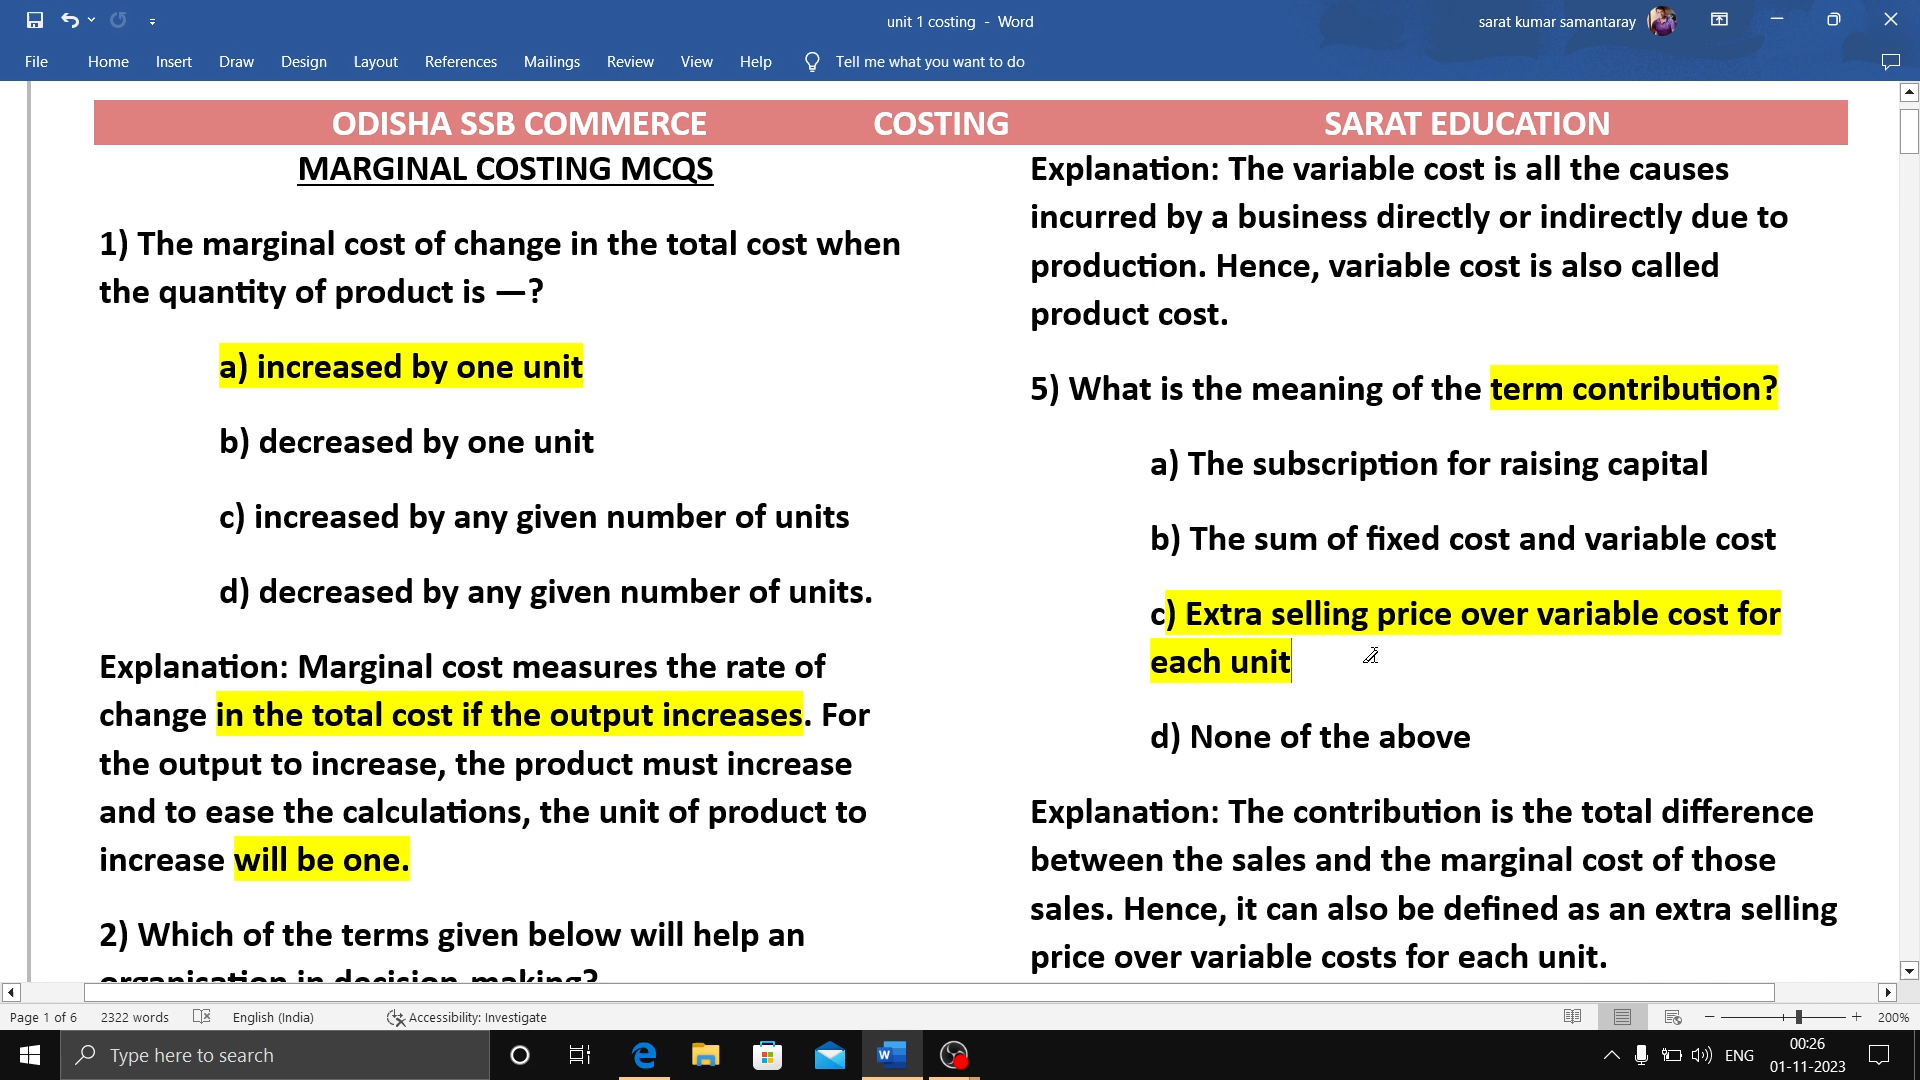 unit 1 costing - Word
sarat kumar samantaray
File Home Insert Draw Design Layout References Mailings Review View Help Tell me what you want to do
ODISHA SSB COMMERCE COSTING SARAT EDUCATION
MARGINAL COSTING MCQS
1) The marginal cost of change in the total cost when
the quantity of product is —?
a) increased by one unit
b) decreased by one unit
c) increased by any given number of units
d) decreased by any given number of units.
Explanation: Marginal cost measures the rate of
change in the total cost if the output increases. For
the output to increase, the product must increase
and to ease the calculations, the unit of product to
increase will be one.
2) Which of the terms given below will help an
organisation in decision-making?
Explanation: The variable cost is all the causes
incurred by a business directly or indirectly due to
production. Hence, variable cost is also called
product cost.
5) What is the meaning of the term contribution?
a) The subscription for raising capital
b) The sum of fixed cost and variable cost
c) Extra selling price over variable cost for
each unit
d) None of the above
Explanation: The contribution is the total difference
between the sales and the marginal cost of those
sales. Hence, it can also be defined as an extra selling
price over variable costs for each unit.
Page 1 of 6 2322 words English (India) Accessibility: Investigate 200%
Type here to search
ENG
00:26
01-11-2023